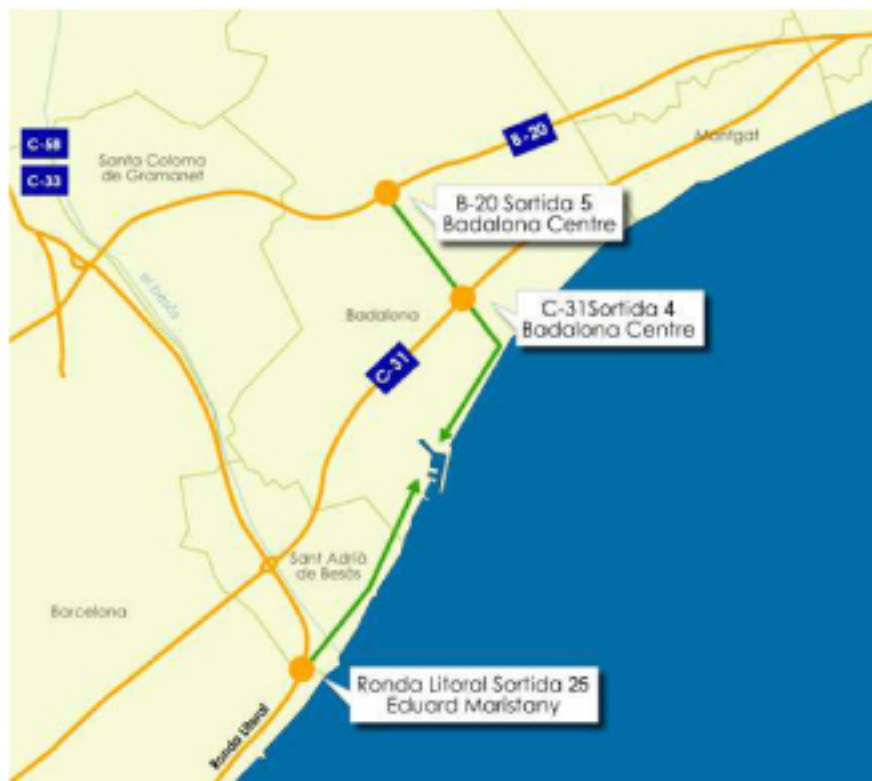 B-20
C-58
C-33
Montgat
Santa Coloma
de Gramanet
B-20 Sortida 5
Badalona Centre
el besòs
C-31Sortida 4
Badalona Centre
Badalona
C-31
Sant Adrià
de Besòs
Barcelona
Ronda Litoral Sortida 25
Eduard Maristany
Ronda Litoral